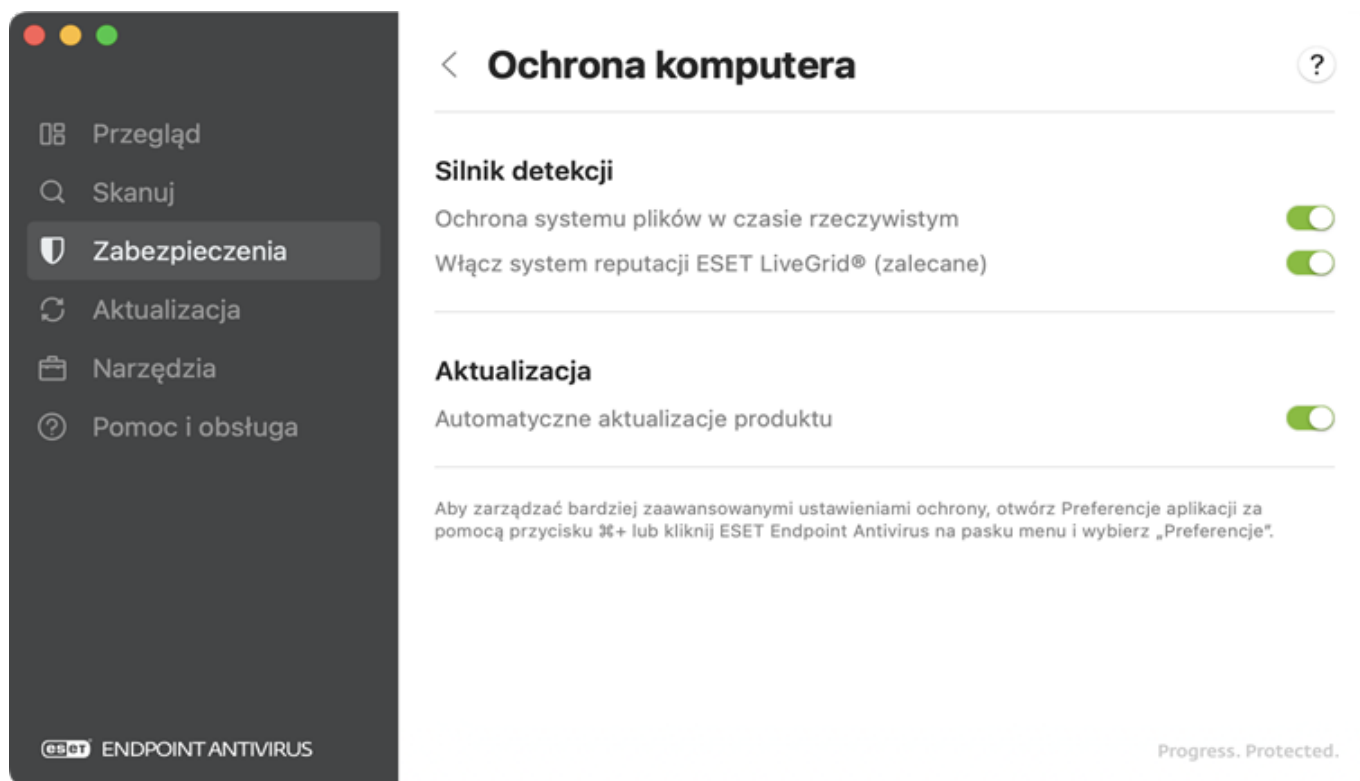 Przegląd
Skanuj
Zabezpieczenia
Aktualizacja
Narzędzia
Pomoc i obsługa
eset ENDPOINT ANTIVIRUS
Ochrona komputera
?
Silnik detekcji
Ochrona systemu plików w czasie rzeczywistym
Włącz system reputacji ESET LiveGrid® (zalecane)
Aktualizacja
Automatyczne aktualizacje produktu
Aby zarządzać bardziej zaawansowanymi ustawieniami ochrony, otwórz Preferencje aplikacji za
pomocą przycisku ⌘+ lub kliknij ESET Endpoint Antivirus na pasku menu i wybierz „Preferencje”.
Progress. Protected.